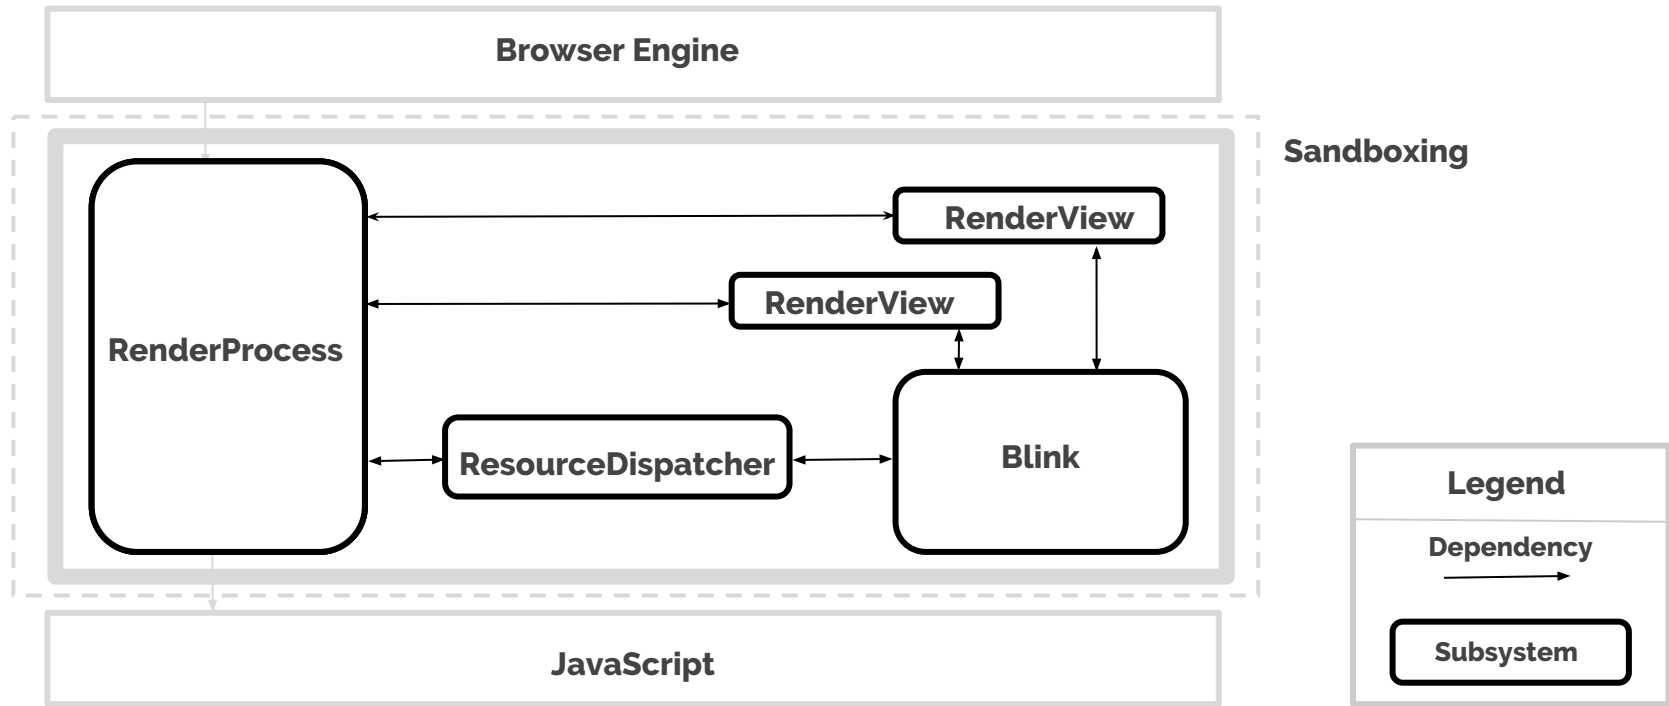 Browser Engine
Sandboxing
RenderView
RenderView
RenderProcess
ResourceDispatcher
Blink
Legend
Dependency
Subsystem
JavaScript